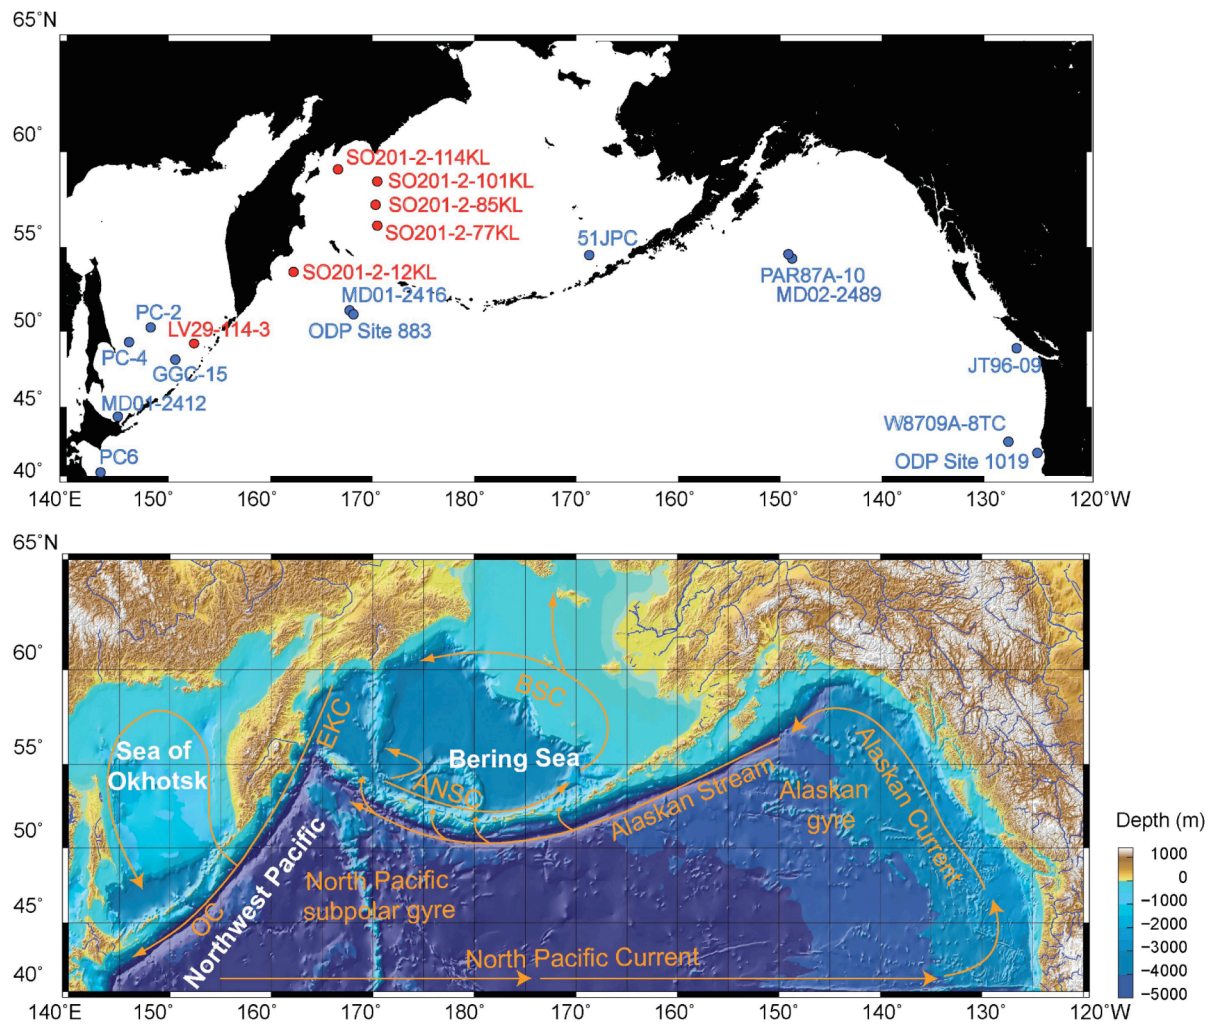 65°N
60°
55°
50°
45°
40°
140°E
150°
160°
170°
180°
170°
160°
150°
140°
130°
120°W
SO201-2-114KL
SO201-2-101KL
SO201-2-85KL
SO201-2-77KL
51JPC
SO201-2-12KL
MD01-2416
ODP Site 883
PAR87A-10
MD02-2489
PC-2
LV29-114-3
PC-4
GGC-15
MD01-2412
PC6
JT96-09
W8709A-8TC
ODP Site 1019
65°N
60°
55°
50°
45°
40°
140°E
150°
160°
170°
180°
170°
160°
150°
140°
130°
120°W
Sea of
Okhotsk
EKC
BSC
Bering Sea
ANSC
Alaskan Stream
Alaskan
gyre
Alaskan Current
OC
Northwest Pacific
North Pacific
subpolar gyre
North Pacific Current
Depth (m)
1000
0
−1000
−2000
−3000
−4000
−5000